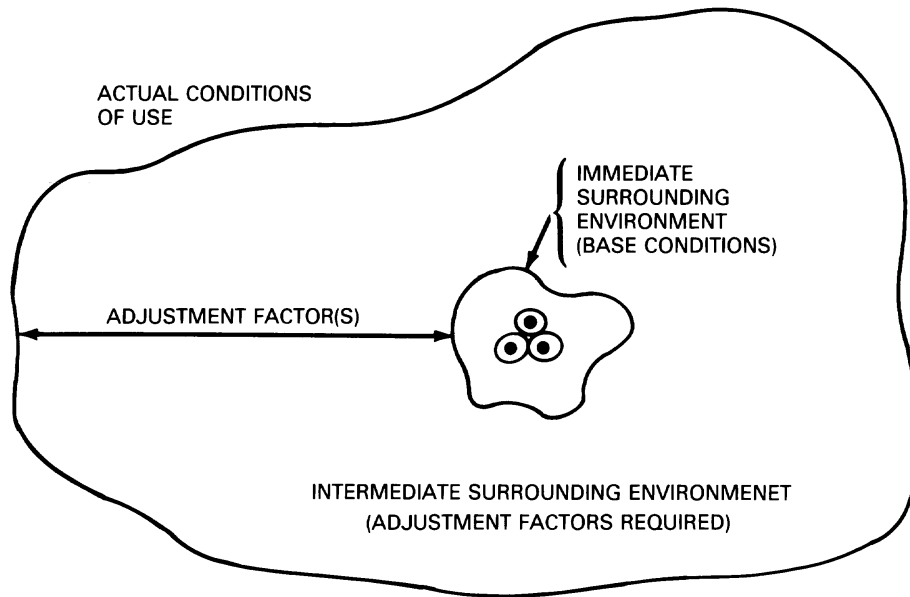 ACTUAL CONDITIONS
OF USE
IMMEDIATE
SURROUNDING
ENVIRONMENT
(BASE CONDITIONS)
ADJUSTMENT FACTOR(S)
INTERMEDIATE SURROUNDING ENVIRONMENET
(ADJUSTMENT FACTORS REQUIRED)